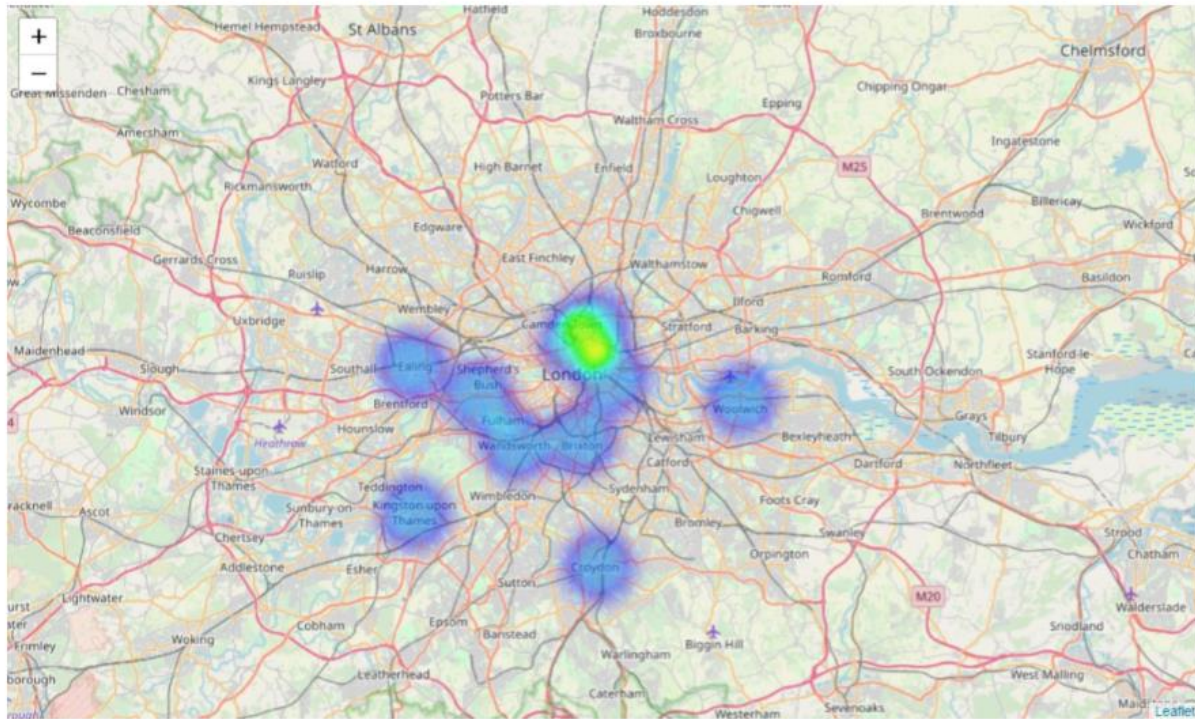 Hatfield
Hoddesdon
+
Hemel Hempstead
St Albans
Broxbourne
Chelmsford
−
Kings Langley
Great Missenden
Chesham
Potters Bar
Epping
Chipping Ongar
Amersham
Waltham Cross
Ingatestone
Watford
High Barnet
Enfield
M25
Rickmansworth
Loughton
Wycombe
Chigwell
Brentwood
Billericay
Wickford
Beaconsfield
Edgware
Gerrards Cross
East Finchley
Walthamstow
Ruislip
Harrow
Romford
Basildon
Wembley
Ilford
Uxbridge
Stratford
Barking
Maidenhead
Slough
Southall
Ealing
Shepherd's
Bush
London
South Ockendon
Stanford le
Hope
Windsor
Brentford
Fulham
Woolwich
Grays
Heathrow
Hounslow
Wandsworth
Brixton
Lewisham
Bexleyheath
Tilbury
Staines-upon
Thames
Catford
Dartford
Northfleet
Teddington
Wimbledon
Sydenham
Foots Cray
Ascot
Sunbury-on
Thames
Kingston upon
Thames
Bromley
Swanley
Strood
Chertsey
Orpington
Chatham
Addlestone
Esher
Croydon
Sutton
M20
Lightwater
Walderslade
Cobham
Epsom
Banstead
Biggin Hill
Snodland
Frimley
Woking
Warlingham
Leatherhead
West Malling
Caterham
Westerham
Sevenoaks
Leaflet